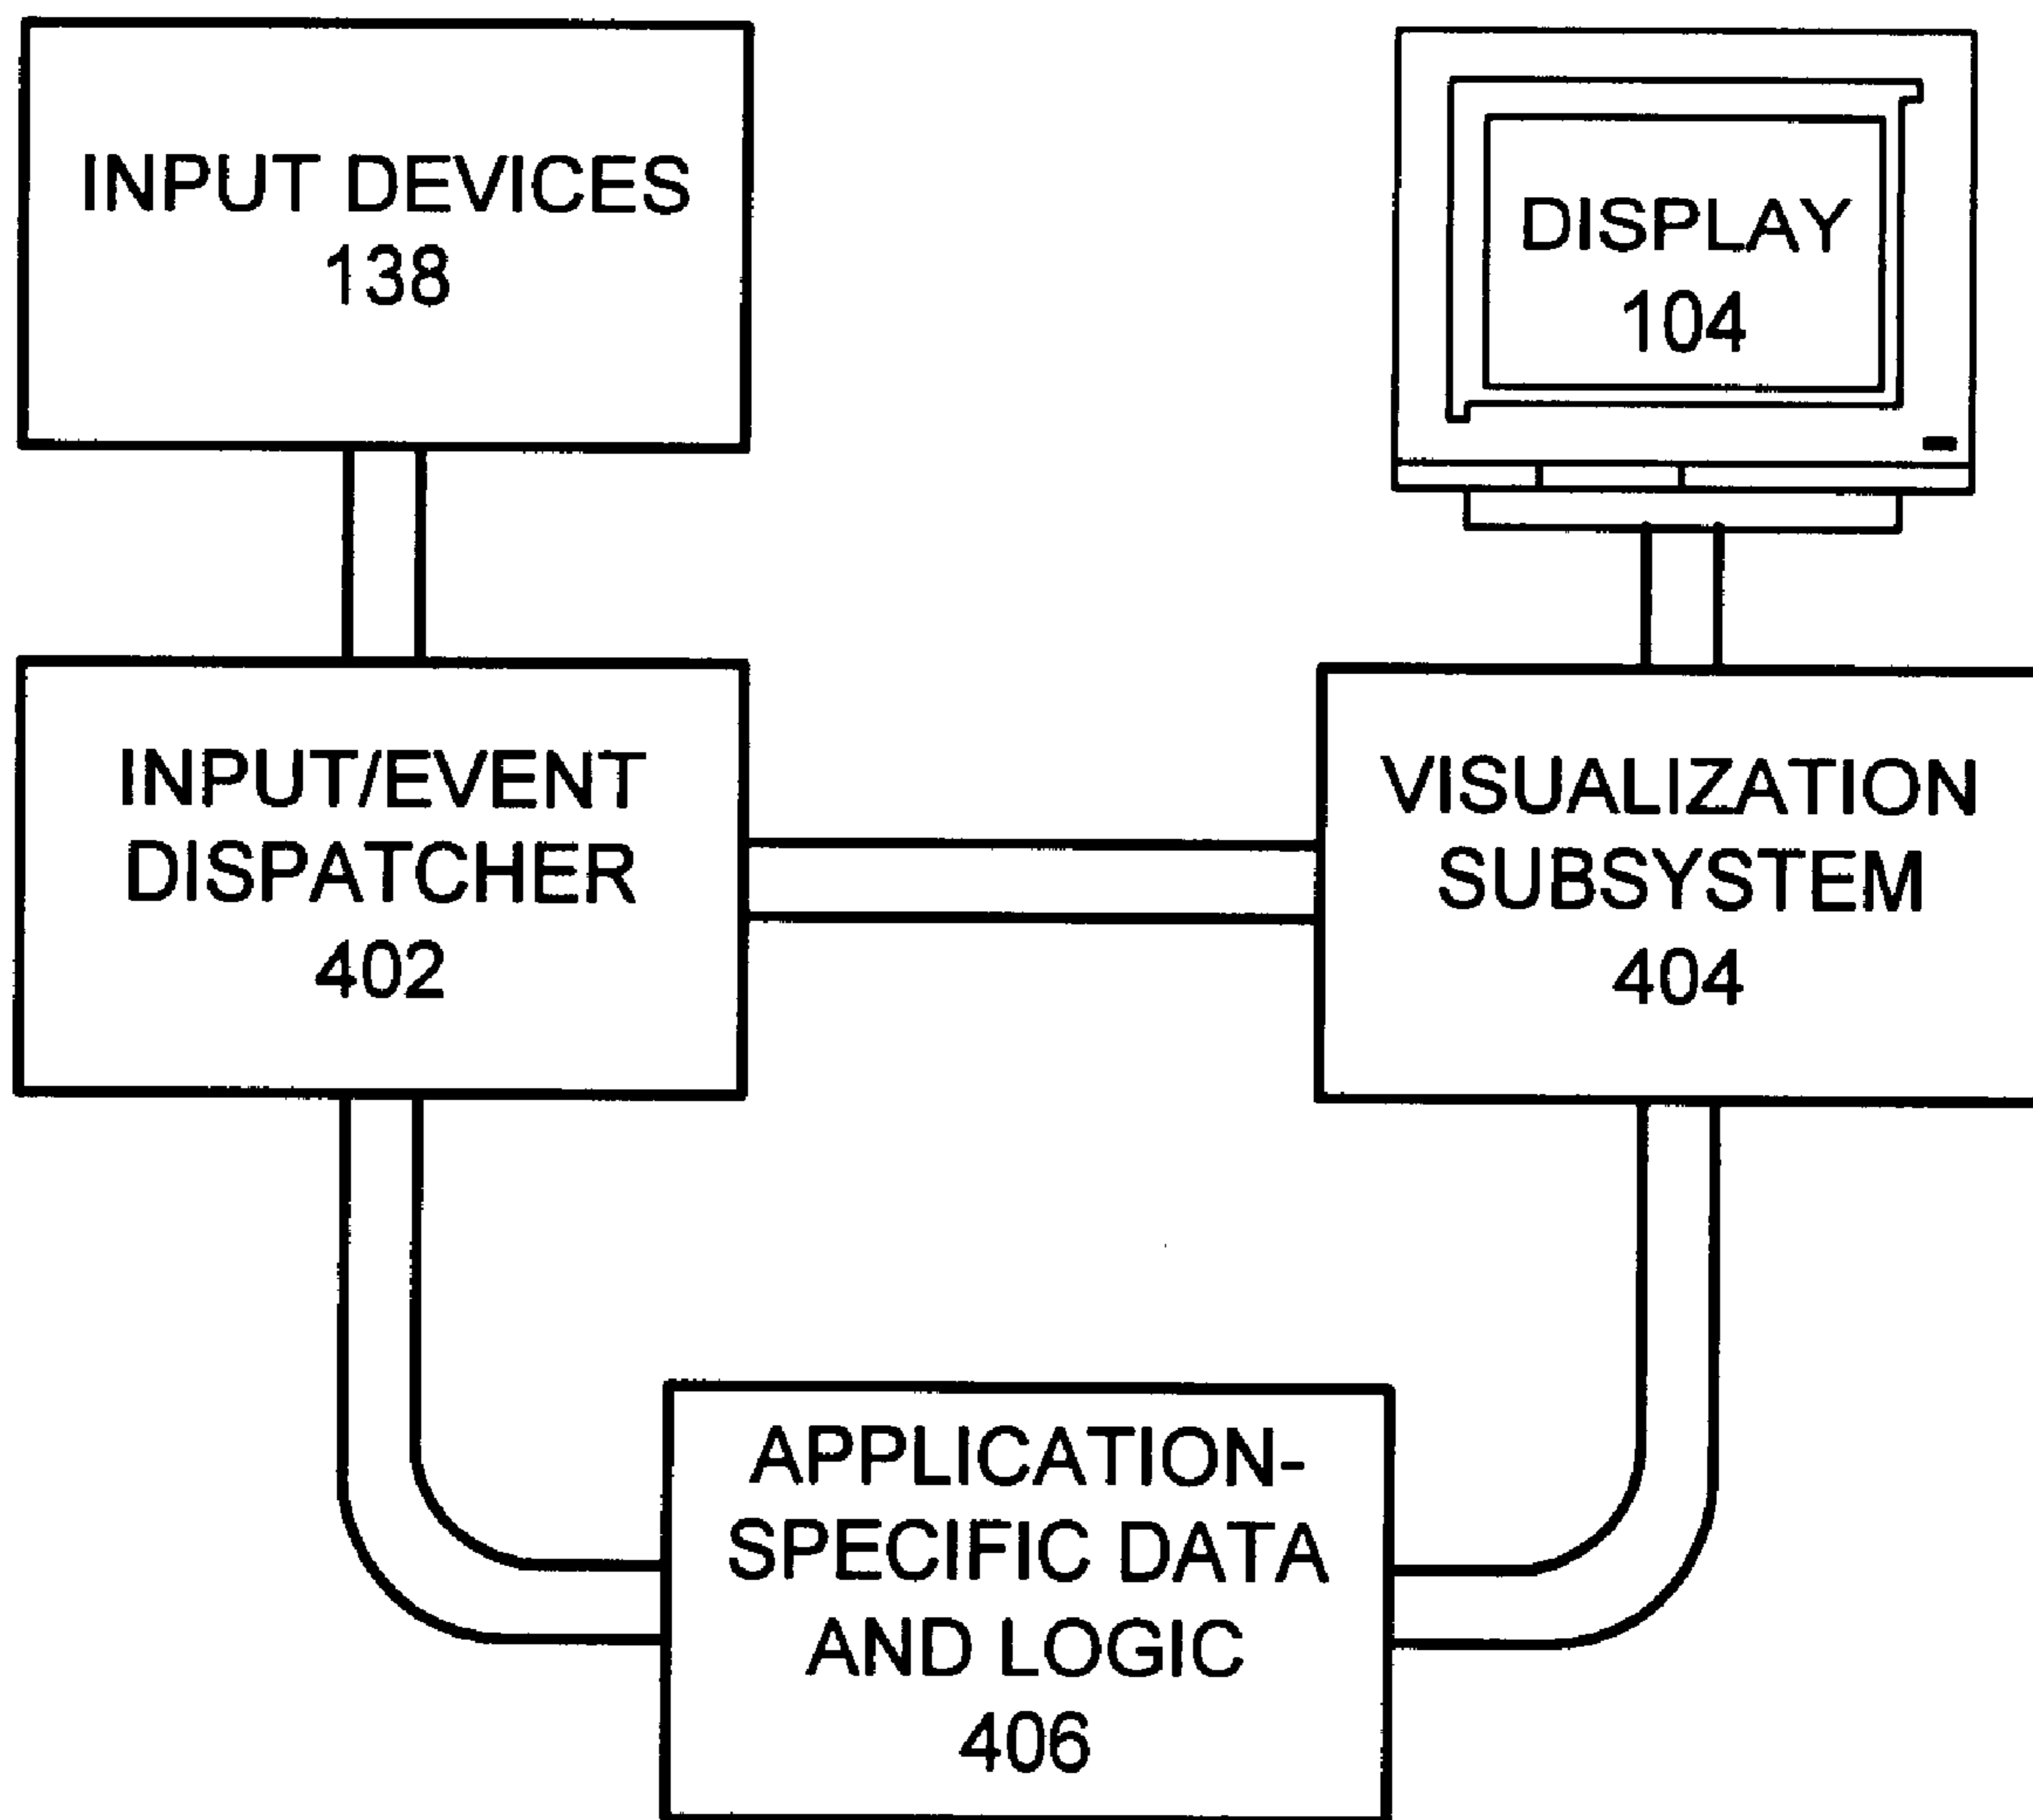 INPUT DEVICES
138
DISPLAY
104
INPUT/EVENT
DISPATCHER
402
VISUALIZATION
SUBSYSTEM
404
APPLICATION-
SPECIFIC DATA
AND LOGIC
406